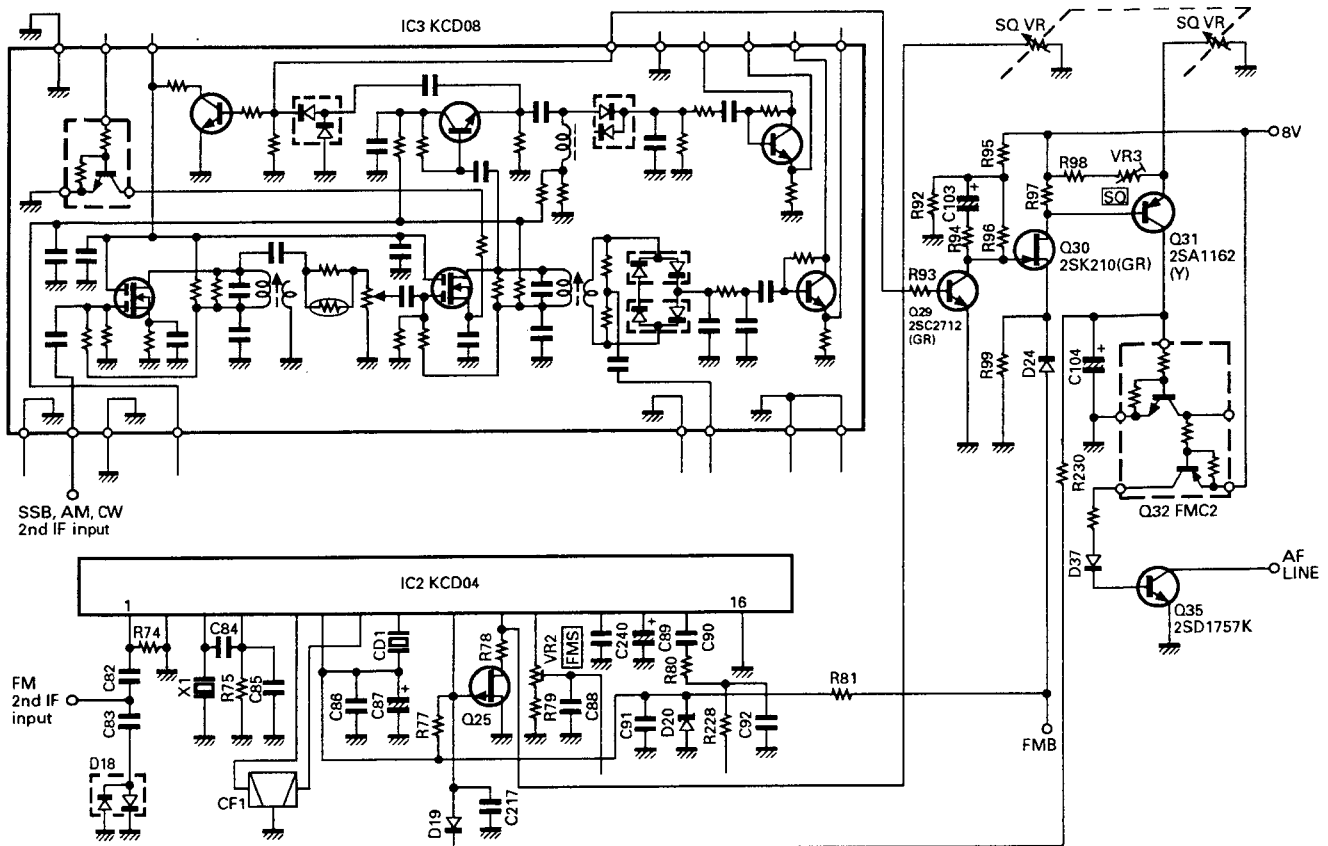 IC3 KCD08
SQ VR
SQ VR
8V
R95
R98
VR3
SQ
R92
C103
R94
R96
R97
Q30
2SK210(GR)
Q31
2SA1162
(Y)
R93
Q29
2SC2712
(GR)
R99
D24
C104
R230
Q32 FMC2
SSB, AM, CW
2nd IF input
D37
AF
LINE
Q35
2SD1757K
IC2 KCD04
1
16
R74
C82
C83
FM
2nd IF
input
D18
X1
C84
R75
C85
CF1
CD1
C86
C87
R77
Q25
R78
VR2
FMS
R79
C88
C240
C89
C90
R80
C91
D20
R228
C92
R81
FMB
D19
C217